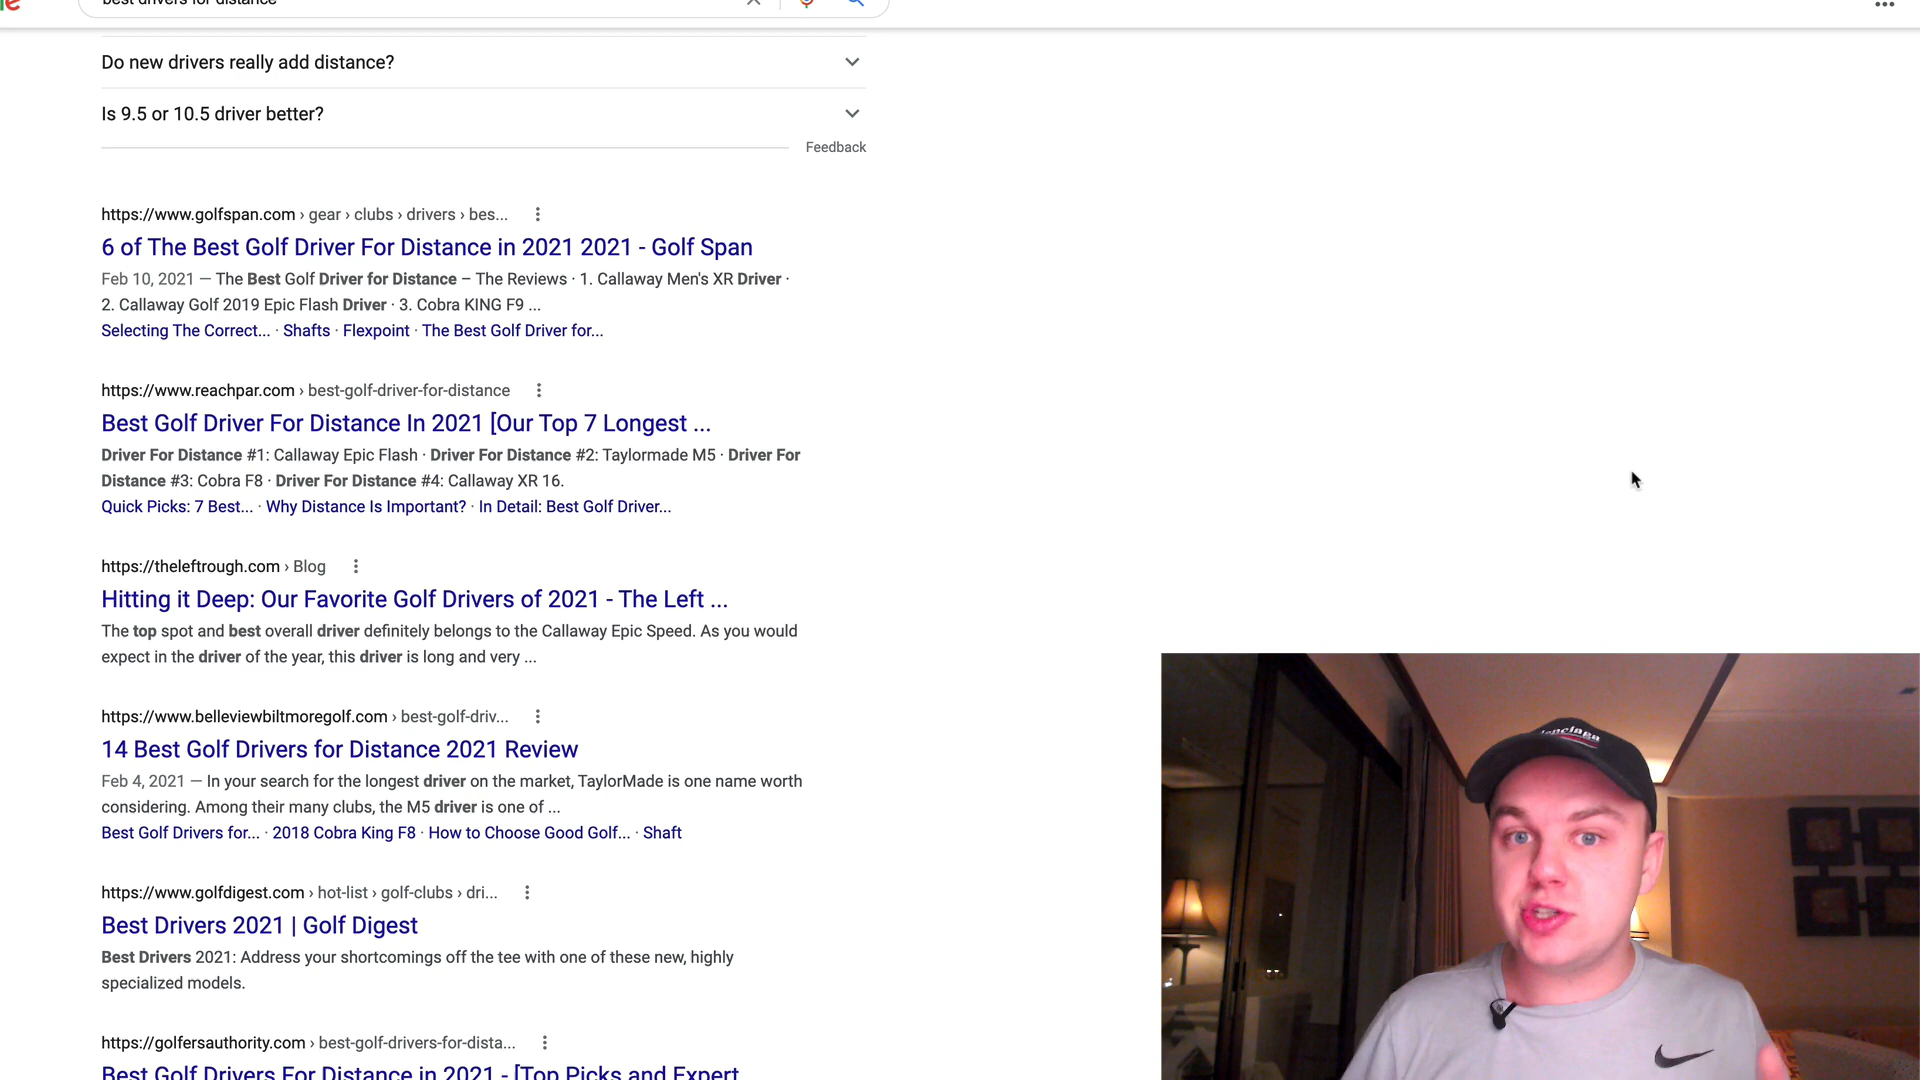 best drivers for distance
Do new drivers really add distance?
Is 9.5 or 10.5 driver better?
Feedback
https://www.golfspan.com › gear › clubs › drivers › bes...
6 of The Best Golf Driver For Distance in 2021 2021 - Golf Span
Feb 10, 2021 — The Best Golf Driver for Distance – The Reviews · 1. Callaway Men's XR Driver ·
2. Callaway Golf 2019 Epic Flash Driver · 3. Cobra KING F9 ...
Selecting The Correct... · Shafts · Flexpoint · The Best Golf Driver for...
https://www.reachpar.com › best-golf-driver-for-distance
Best Golf Driver For Distance In 2021 [Our Top 7 Longest ...
Driver For Distance #1: Callaway Epic Flash · Driver For Distance #2: Taylormade M5 · Driver For
Distance #3: Cobra F8 · Driver For Distance #4: Callaway XR 16.
Quick Picks: 7 Best... · Why Distance Is Important? · In Detail: Best Golf Driver...
https://theleftrough.com › Blog
Hitting it Deep: Our Favorite Golf Drivers of 2021 - The Left ...
The top spot and best overall driver definitely belongs to the Callaway Epic Speed. As you would
expect in the driver of the year, this driver is long and very ...
https://www.belleviewbiltmoregolf.com › best-golf-driv...
14 Best Golf Drivers for Distance 2021 Review
Feb 4, 2021 — In your search for the longest driver on the market, TaylorMade is one name worth
considering. Among their many clubs, the M5 driver is one of ...
Best Golf Drivers for... · 2018 Cobra King F8 · How to Choose Good Golf... · Shaft
https://www.golfdigest.com › hot-list › golf-clubs › dri...
Best Drivers 2021 | Golf Digest
Best Drivers 2021: Address your shortcomings off the tee with one of these new, highly
specialized models.
https://golfersauthority.com › best-golf-drivers-for-dista...
Best Golf Drivers For Distance in 2021 - [Top Picks and Expert